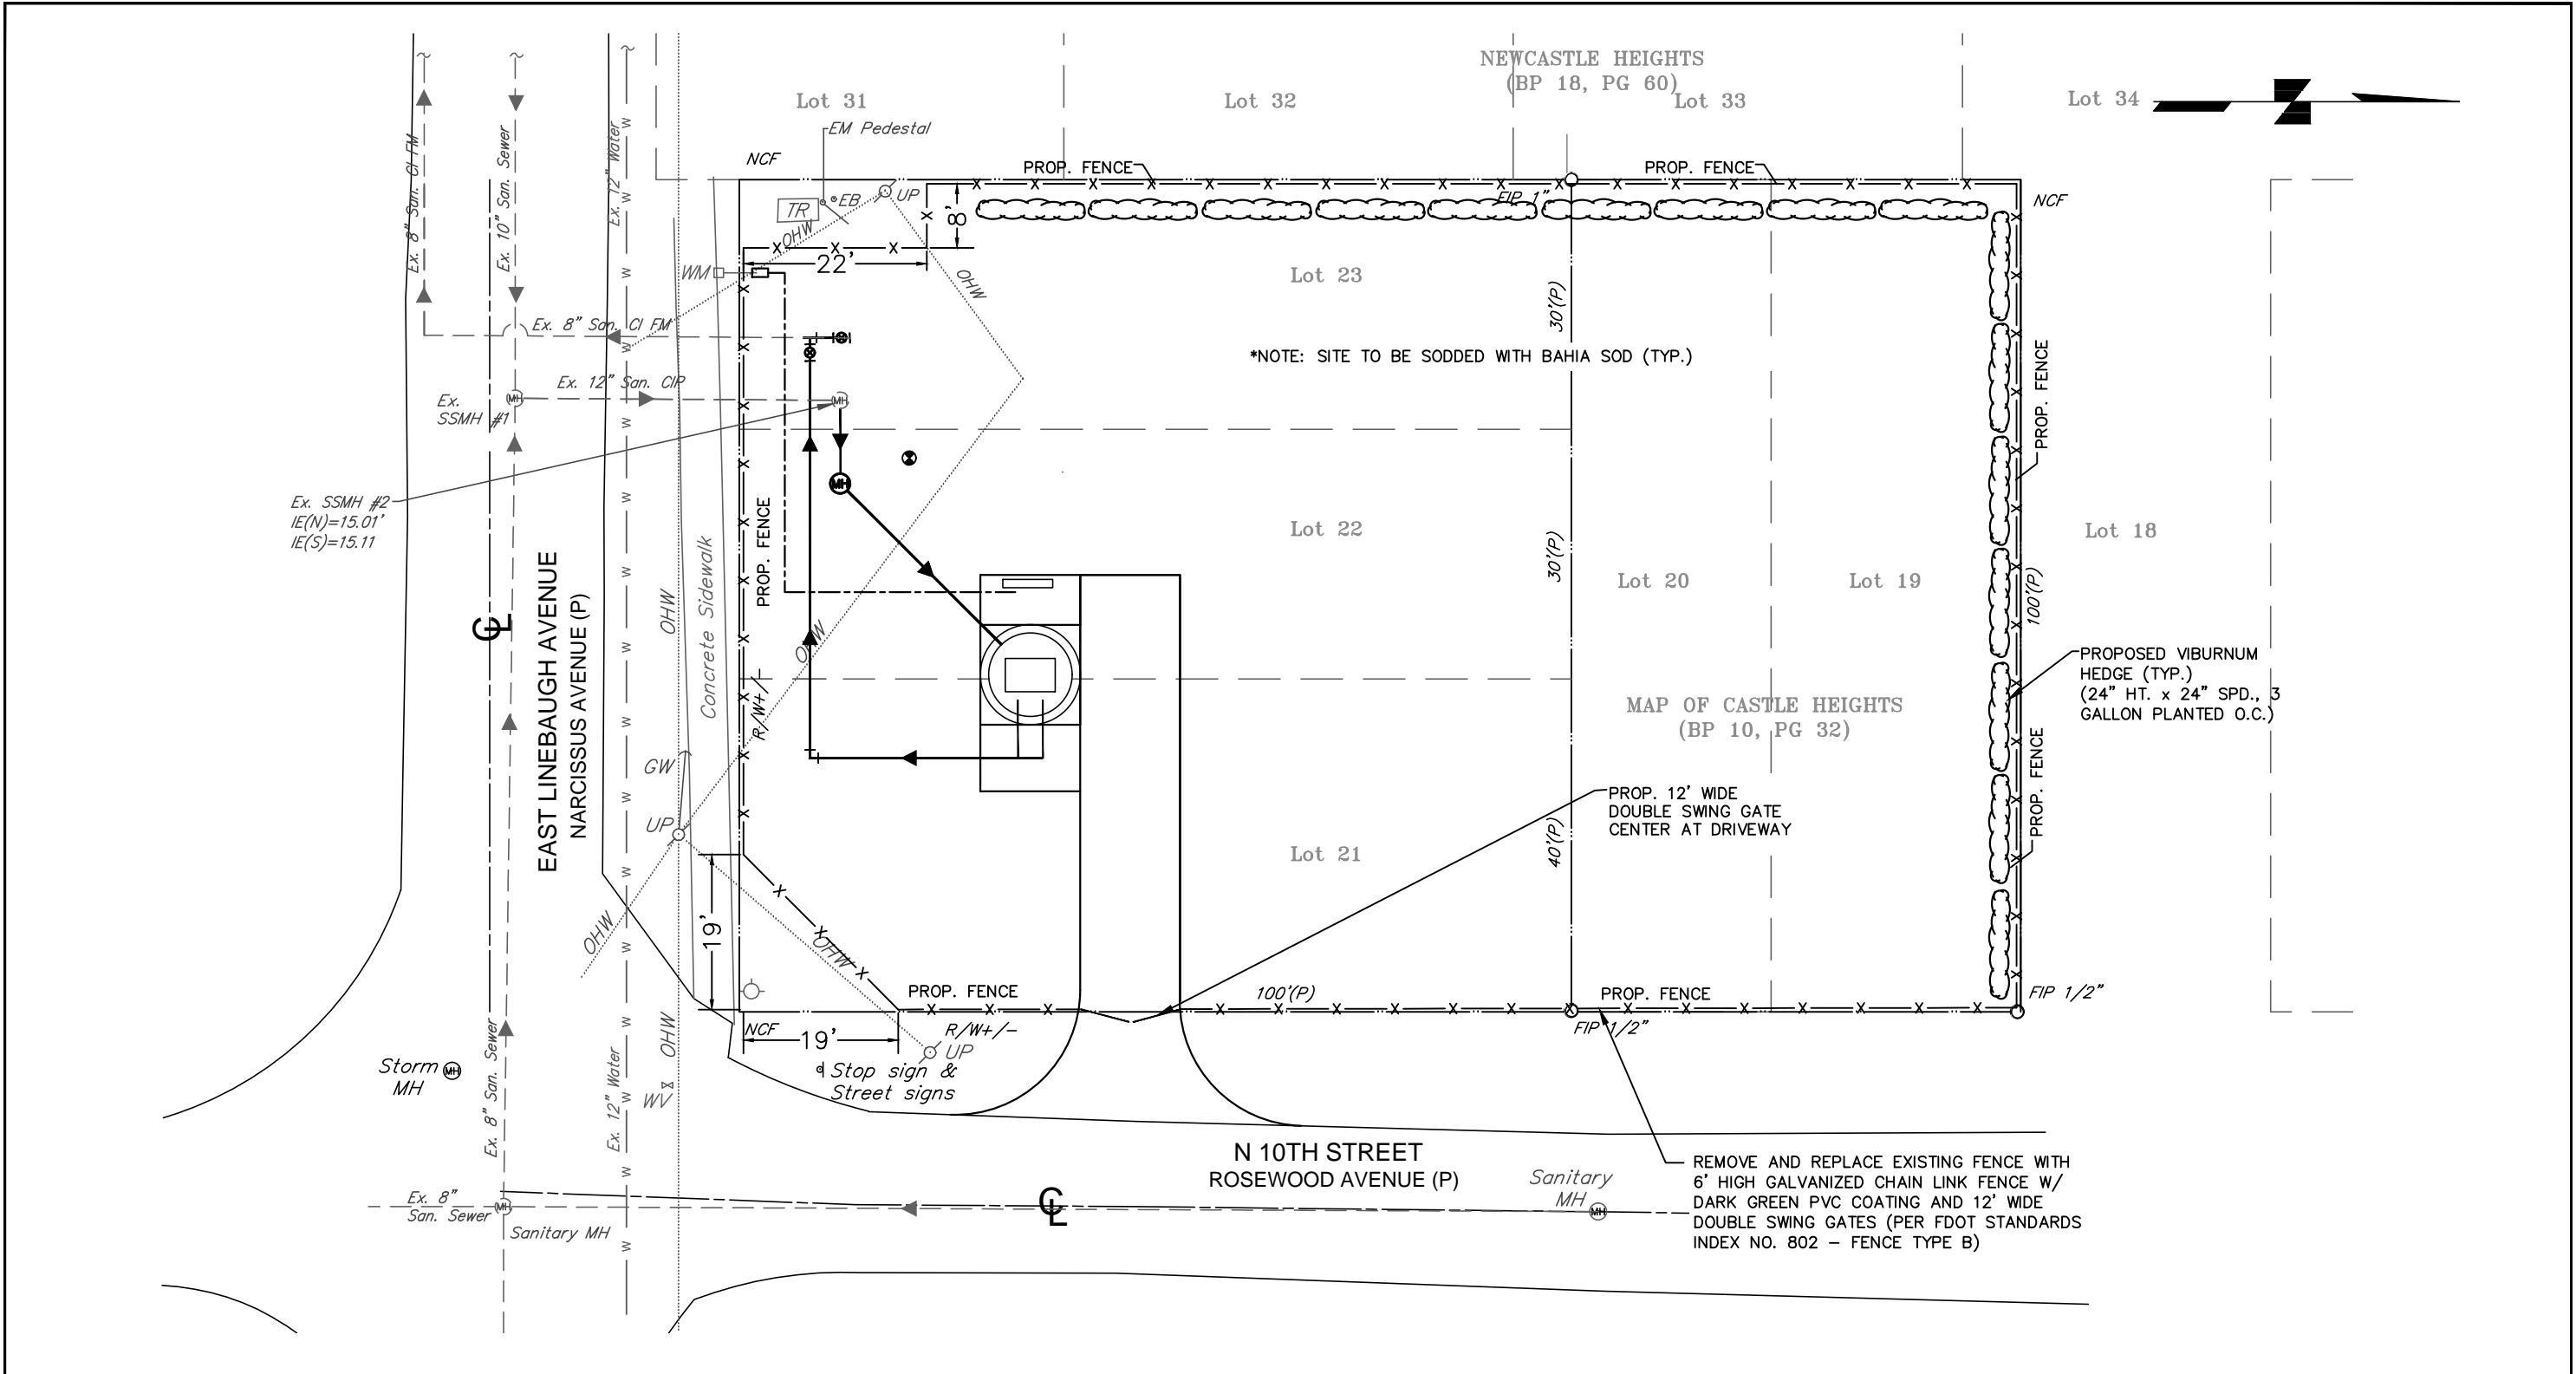 NEWCASTLE HEIGHTS
(BP 18, PG 60)
Lot 31
Lot 32
Lot 33
Lot 34
EM Pedestal
NCF
PROP. FENCE
PROP. FENCE
UP
EB
TR
OHW
8'
22'
FIP 1"
NCF
WM
OHW
Lot 23
30'(P)
Ex. 8" San. CI FM
Ex. 10" San. Sewer
Ex. 12" Water
Ex. 8" San. CI FM
Ex. 12" San. CIP
Ex.
SSMH #1
MH
MH
*NOTE: SITE TO BE SODDED WITH BAHIA SOD (TYP.)
PROP. FENCE
MH
Ex. SSMH #2
IE(N)=15.01'
IE(S)=15.11
Lot 22
30'(P)
Lot 20
Lot 19
Lot 18
100'(P)
EAST LINEBAUGH AVENUE
NARCISSUS AVENUE (P)
CL
OHW
Concrete Sidewalk
PROP. FENCE
R/W+/-
OHW
MAP OF CASTLE HEIGHTS
(BP 10, PG 32)
PROPOSED VIBURNUM
HEDGE (TYP.)
(24" HT. x 24" SPD., 3
GALLON PLANTED O.C.)
PROP. FENCE
GW
UP
PROP. 12' WIDE
DOUBLE SWING GATE
CENTER AT DRIVEWAY
Lot 21
40'(P)
19'
OHW
OHW
PROP. FENCE
100'(P)
PROP. FENCE
FIP 1/2"
NCF
19'
R/W+/-
UP
FIP 1/2"
Stop sign &
Street signs
Storm
MH
MH
Ex. 8" San. Sewer
Ex. 12" Water
OHW
WV
N 10TH STREET
ROSEWOOD AVENUE (P)
CL
Sanitary
MH
MH
REMOVE AND REPLACE EXISTING FENCE WITH
6' HIGH GALVANIZED CHAIN LINK FENCE W/
DARK GREEN PVC COATING AND 12' WIDE
DOUBLE SWING GATES (PER FDOT STANDARDS
INDEX NO. 802 – FENCE TYPE B)
Ex. 8"
San. Sewer
MH
Sanitary MH